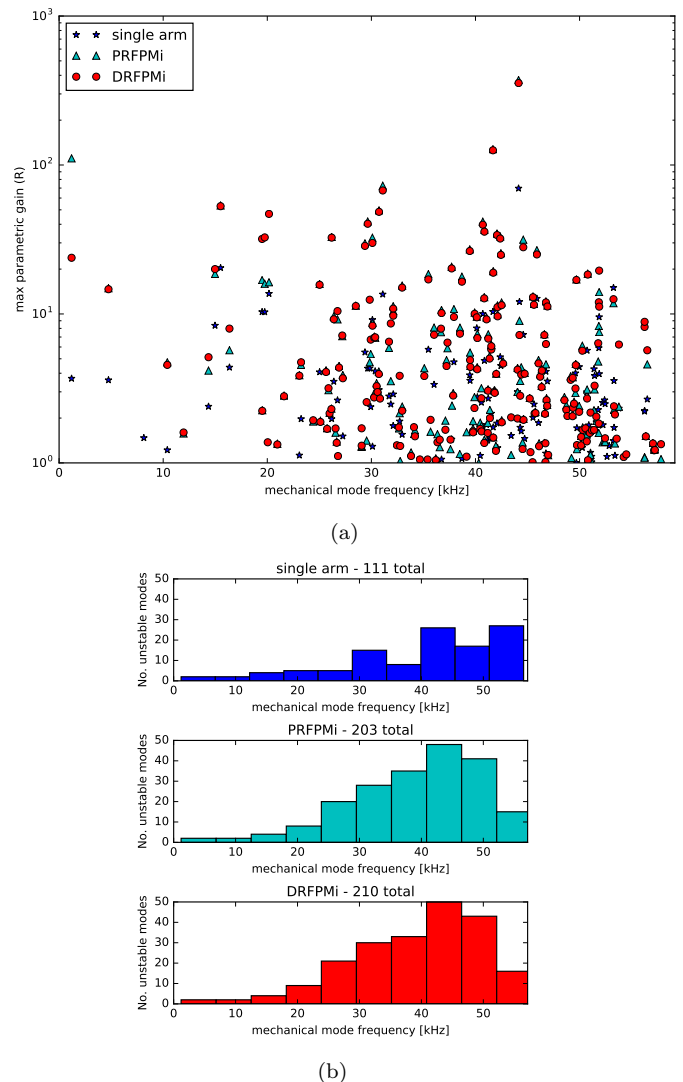 10³
single arm
PRFPMi
DRFPMi
10²
10¹
10⁰
max parametric gain (R)
0 10 20 30 40 50
mechanical mode frequency [kHz]
(a)
single arm - 111 total
50
40
30
20
10
0
No. unstable modes
0 10 20 30 40 50
mechanical mode frequency [kHz]
PRFPMi - 203 total
50
40
30
20
10
0
No. unstable modes
0 10 20 30 40 50
mechanical mode frequency [kHz]
DRFPMi - 210 total
50
40
30
20
10
0
No. unstable modes
0 10 20 30 40 50
mechanical mode frequency [kHz]
(b)